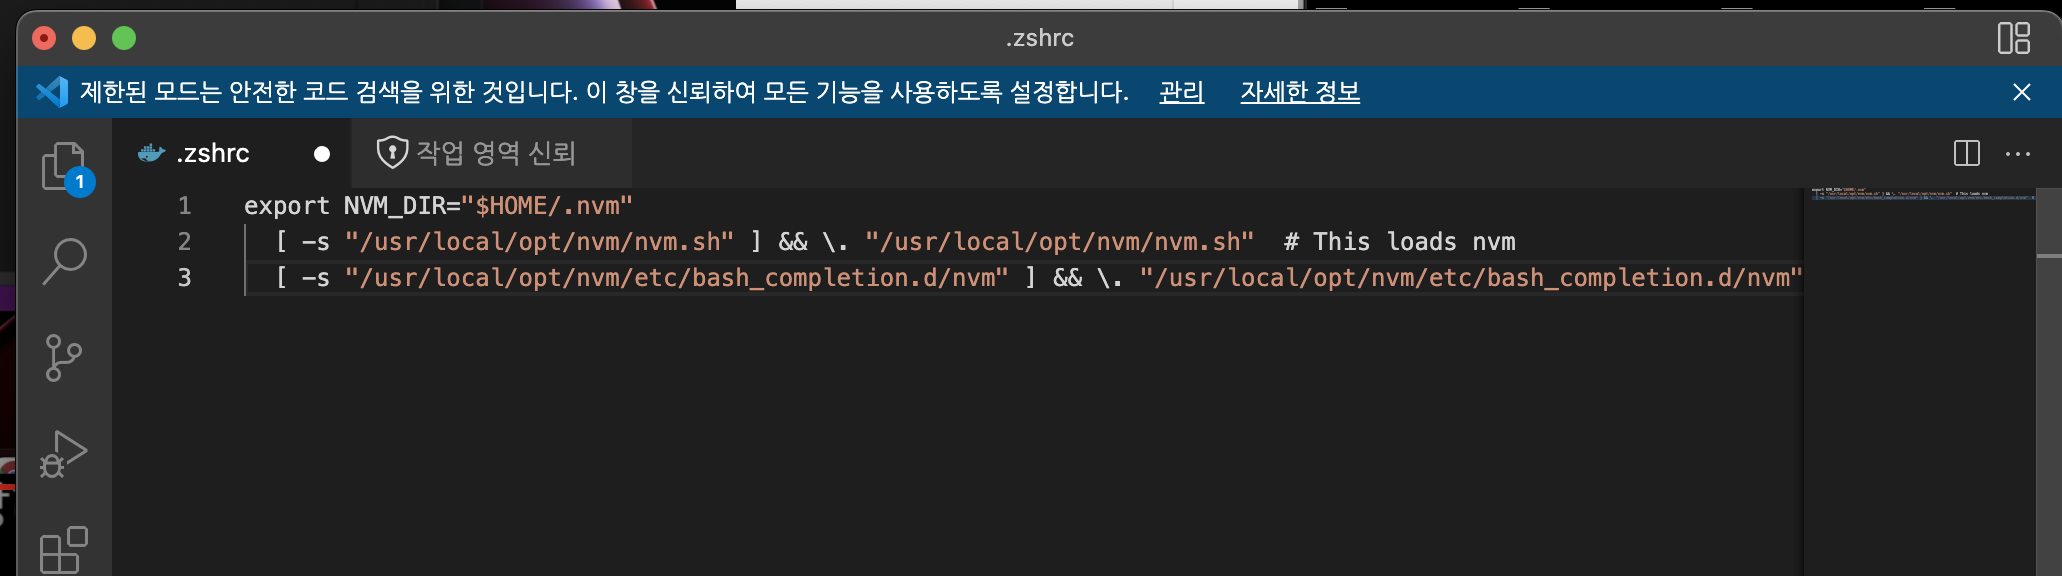 .zshrc
제한된 모드는 안전한 코드 검색을 위한 것입니다. 이 창을 신뢰하여 모든 기능을 사용하도록 설정합니다. 관리 자세한 정보
.zshrc 작업 영역 신뢰
1
1 export NVM_DIR="$HOME/.nvm"
2 [ -s "/usr/local/opt/nvm/nvm.sh" ] && \. "/usr/local/opt/nvm/nvm.sh"  # This loads nvm
3 [ -s "/usr/local/opt/nvm/etc/bash_completion.d/nvm" ] && \. "/usr/local/opt/nvm/etc/bash_completion.d/nvm"